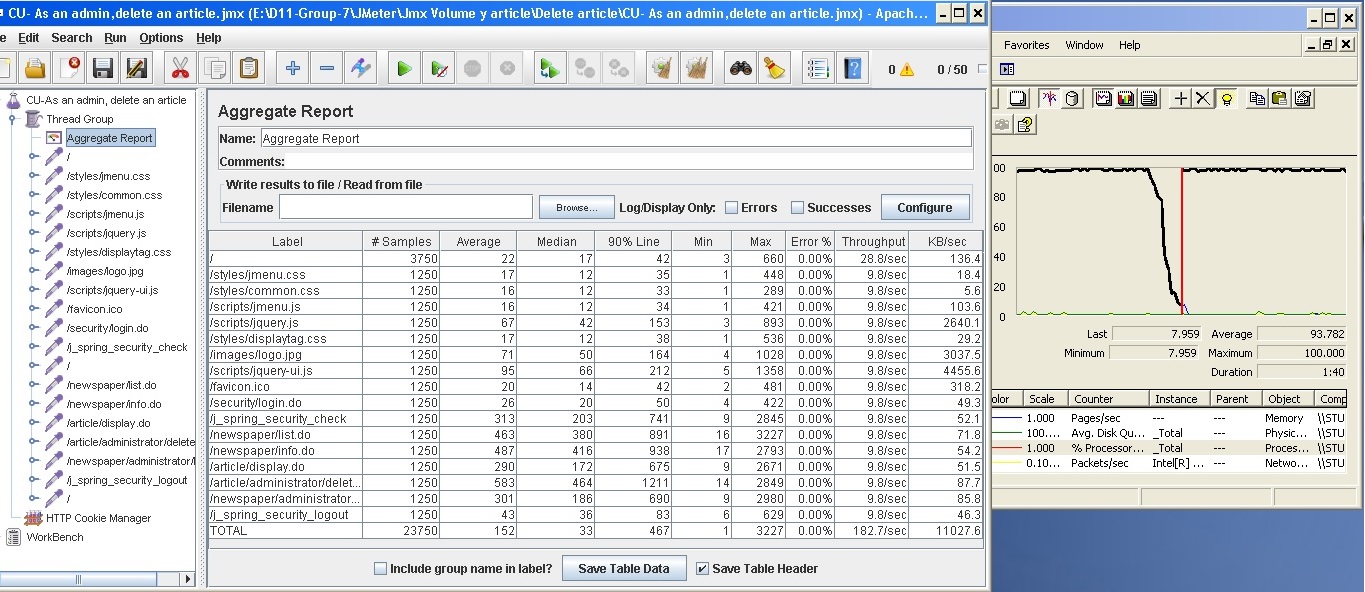 CU- As an admin,delete an article.jmx (E:\D11-Group-7\JMeter\Jmx Volume y article\Delete article\CU- As an admin,delete an article.jmx) - Apach...
e Edit Search Run Options Help
0 0 / 50
CU-As an admin, delete an article
Thread Group
Aggregate Report
/
/styles/jmenu.css
/styles/common.css
/scripts/jmenu.js
/scripts/jquery.js
/styles/displaytag.css
/images/logo.jpg
/scripts/jquery-ui.js
/favicon.ico
/security/login.do
/j_spring_security_check
/
/newspaper/list.do
/newspaper/info.do
/article/display.do
/article/administrator/delete
/newspaper/administrator/l
/j_spring_security_logout
/
HTTP Cookie Manager
WorkBench
Aggregate Report
Name: Aggregate Report
Comments:
Write results to file / Read from file
Filename Browse... Log/Display Only: Errors Successes Configure
Label # Samples Average Median 90% Line Min Max Error % Throughput KB/sec
/ 3750 22 17 42 3 660 0.00% 28.8/sec 136.4
/styles/jmenu.css 1250 17 12 35 1 448 0.00% 9.8/sec 18.4
/styles/common.css 1250 16 12 33 1 289 0.00% 9.8/sec 5.6
/scripts/jmenu.js 1250 16 12 34 1 421 0.00% 9.8/sec 103.6
/scripts/jquery.js 1250 67 42 153 3 893 0.00% 9.8/sec 2640.1
/styles/displaytag.css 1250 17 12 38 1 536 0.00% 9.8/sec 29.2
/images/logo.jpg 1250 71 50 164 4 1028 0.00% 9.8/sec 3037.5
/scripts/jquery-ui.js 1250 95 66 212 5 1358 0.00% 9.8/sec 4455.6
/favicon.ico 1250 20 14 42 2 481 0.00% 9.8/sec 318.2
/security/login.do 1250 26 20 50 4 422 0.00% 9.8/sec 49.3
/j_spring_security_check 1250 313 203 741 9 2845 0.00% 9.8/sec 52.1
/newspaper/list.do 1250 463 380 891 16 3227 0.00% 9.8/sec 71.8
/newspaper/info.do 1250 487 416 938 17 2793 0.00% 9.8/sec 54.2
/article/display.do 1250 290 172 675 9 2671 0.00% 9.8/sec 51.5
/article/administrator/delet... 1250 583 464 1211 14 2849 0.00% 9.8/sec 87.7
/newspaper/administrator... 1250 301 186 690 9 2980 0.00% 9.8/sec 85.8
/j_spring_security_logout 1250 43 36 83 6 629 0.00% 9.8/sec 46.3
TOTAL 23750 152 33 467 1 3227 0.00% 182.7/sec 11027.6
Include group name in label? Save Table Data Save Table Header
Favorites Window Help
00
80
60
40
20
0
Last 7.959 Average 93.782
Minimum 7.959 Maximum 100.000
Duration 1:40
olor Scale Counter Instance Parent Object Comp
1.000 Pages/sec --- --- Memory \\STU
100.... Avg. Disk Qu... _Total --- Physic... \\STU
1.000 % Processor... _Total --- Proces... \\STU
0.10... Packets/sec Intel[R] ... --- Netwo... \\STU